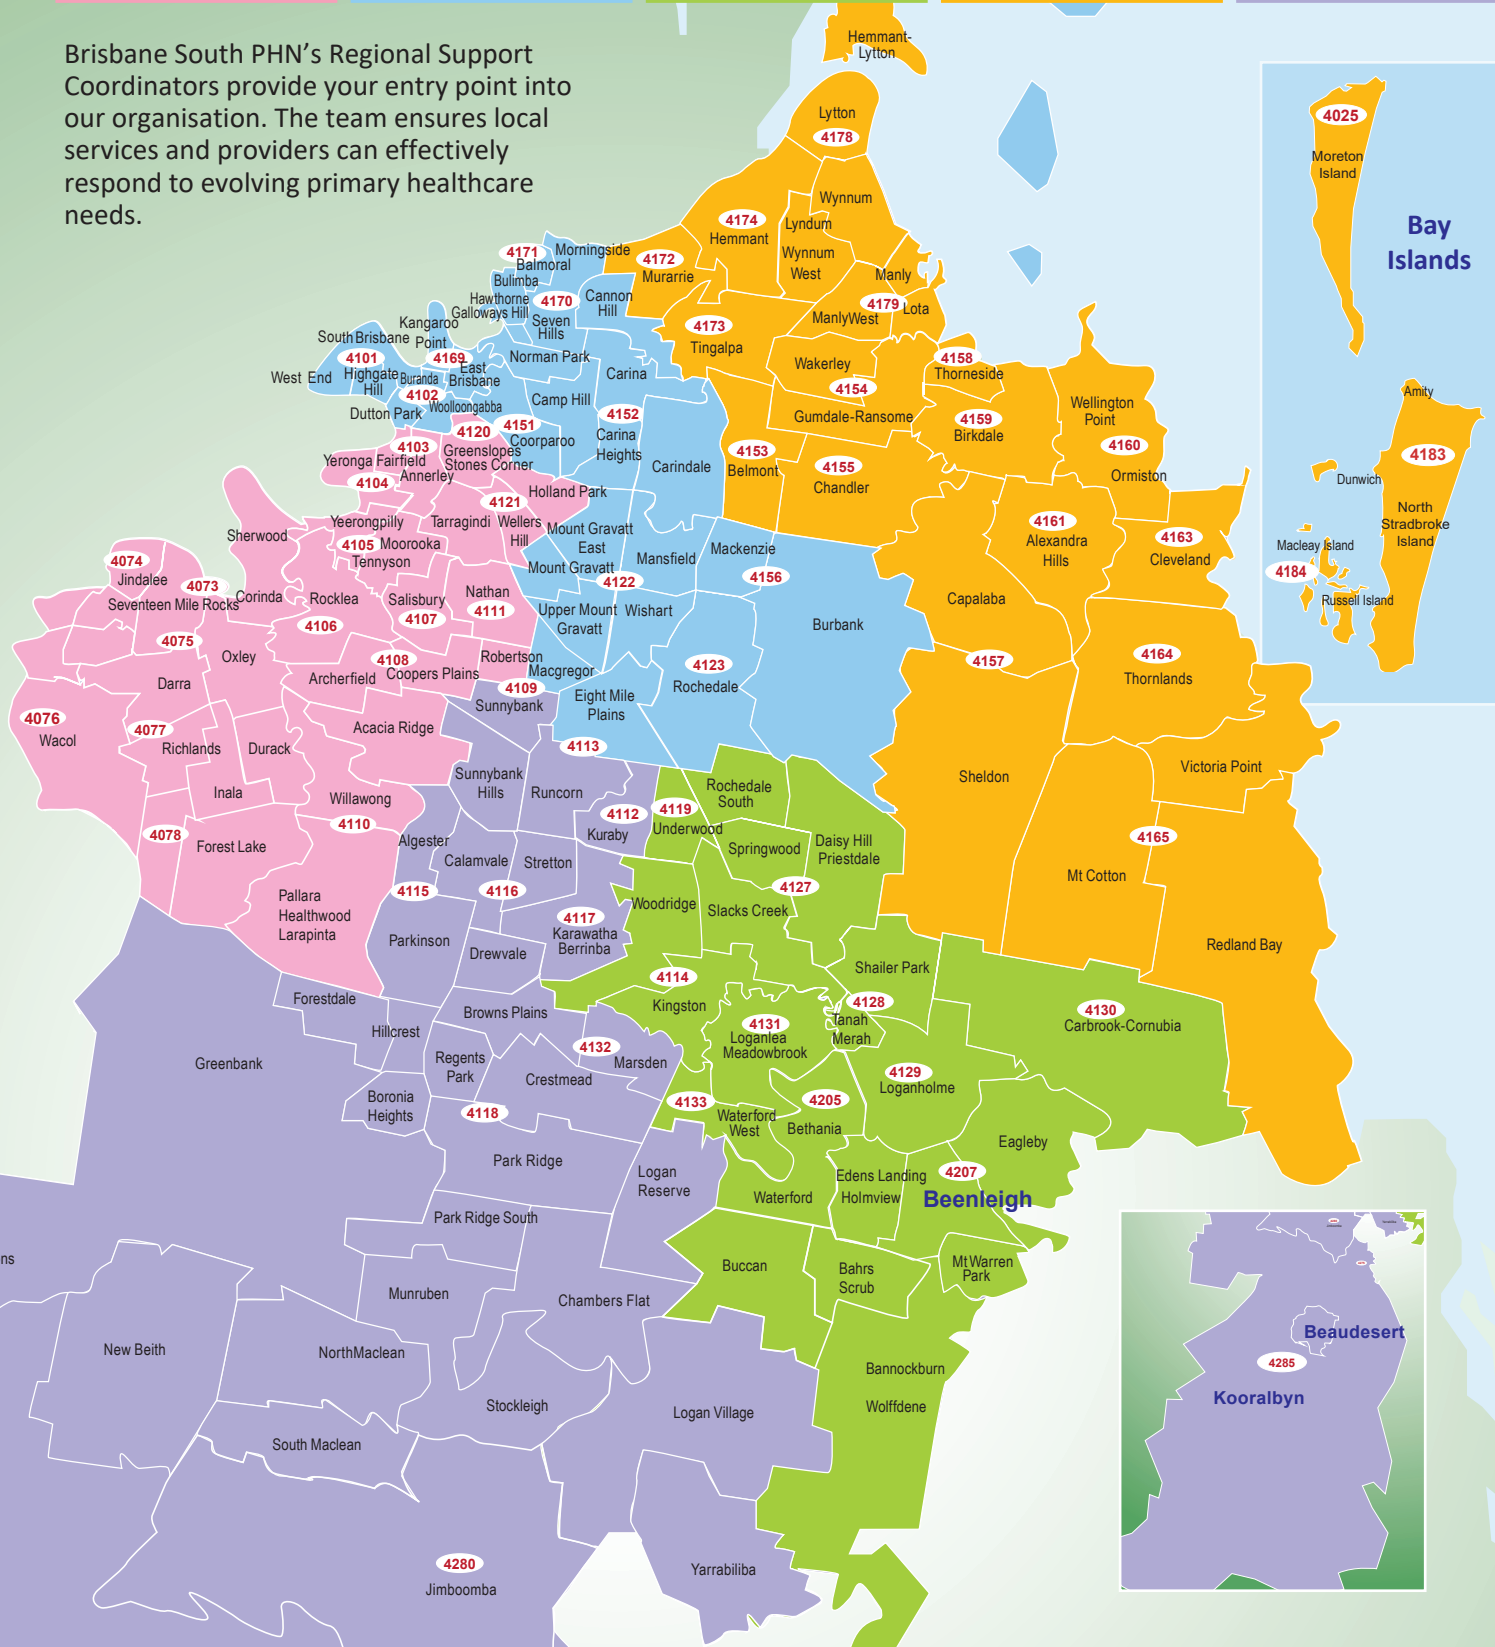 Brisbane South PHN’s Regional Support
Coordinators provide your entry point into
our organisation. The team ensures local
services and providers can effectively
respond to evolving primary healthcare
needs.
Hemmant-
Lytton
Lytton
4178
Wynnum
4174
Hemmant
Lyndum
Wynnum
West
4172
Murarrie
Manly
4179
ManlyWest
Lota
4173
Tingalpa
Wakerley
4154
Gumdale-Ransome
4158
Thorneside
4159
Birkdale
Wellington
Point
4160
Ormiston
4153
Belmont
4155
Chandler
4161
Alexandra
Hills
4163
Cleveland
Capalaba
4157
4164
Thornlands
Sheldon
Victoria Point
4165
Mt Cotton
Redland Bay
4025
Moreton
Island
Bay
Islands
Amity
4183
Dunwich
North
Stradbroke
Island
Macleay Island
4184
Russell Island
4171
Morningside
Balmoral
Bulimba
Hawthorne
4170
Cannon
Hill
Galloways Hill
Seven
Hills
Kangaroo
Point
South Brisbane
4101
4169
Norman Park
West End
Highgate
Hill
Buranda
East
Brisbane
4102
Carina
Dutton Park
Woolloongabba
Camp Hill
4152
Carina
Heights
4151
Coorparoo
Carindale
4120
4103
Greenslopes
Stones Corner
Yeronga
Fairfield
Annerley
4104
4121
Holland Park
Yeerongpilly
Tarragindi
Wellers
Hill
Mount Gravatt
East
Mount Gravatt
4122
Mansfield
Mackenzie
4156
Sherwood
4105
Moorooka
Tennyson
4074
Jindalee
4073
Seventeen Mile Rocks
Corinda
Rocklea
4106
Salisbury
4107
Nathan
4111
Upper Mount
Gravatt
Wishart
Burbank
4075
Oxley
Darra
4108
Archerfield
Coopers Plains
Robertson
Macgregor
4109
Sunnybank
4123
Rochedale
Eight Mile
Plains
4113
4076
Wacol
4077
Richlands
Durack
Acacia Ridge
Inala
Willawong
4110
Sunnybank
Hills
Runcorn
4112
Kuraby
4119
Underwood
Rochedale
South
4078
Forest Lake
Algester
Calamvale
Stretton
Springwood
Daisy Hill
Priestdale
4127
4115
4116
4117
Karawatha
Berrinba
Woodridge
Slacks Creek
Pallara
Healthwood
Larapinta
Parkinson
Drewvale
Shailer Park
4114
Kingston
4128
Tanah
Merah
4130
Carbrook-Cornubia
Forestdale
Browns Plains
Hillcrest
4131
Loganlea
Meadowbrook
Greenbank
4132
Marsden
Regents
Park
Crestmead
4129
Loganholme
Boronia
Heights
4118
4133
4205
Waterford
West
Bethania
Eagleby
Park Ridge
Logan
Reserve
Edens Landing
4207
Waterford
Holmview
Beenleigh
Park Ridge South
ns
Buccan
Bahrs
Scrub
Mt Warren
Park
Munruben
Chambers Flat
New Beith
NorthMaclean
Bannockburn
Stockleigh
Logan Village
Wolffdene
South Maclean
4280
Jimboomba
Yarrabiliba
Beaudesert
4285
Kooralbyn